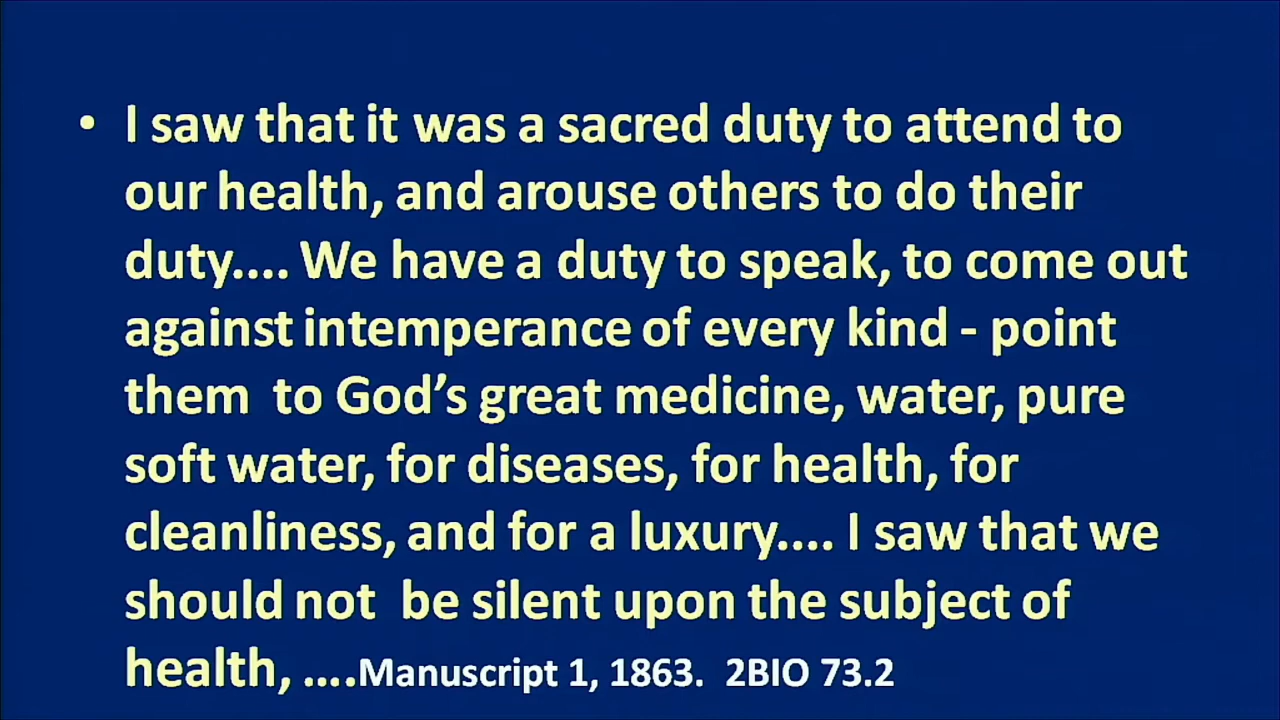 • I saw that it was a sacred duty to attend to
our health, and arouse others to do their
duty.... We have a duty to speak, to come out
against intemperance of every kind - point
them  to God’s great medicine, water, pure
soft water, for diseases, for health, for
cleanliness, and for a luxury.... I saw that we
should not  be silent upon the subject of
health, ....Manuscript 1, 1863.  2BIO 73.2